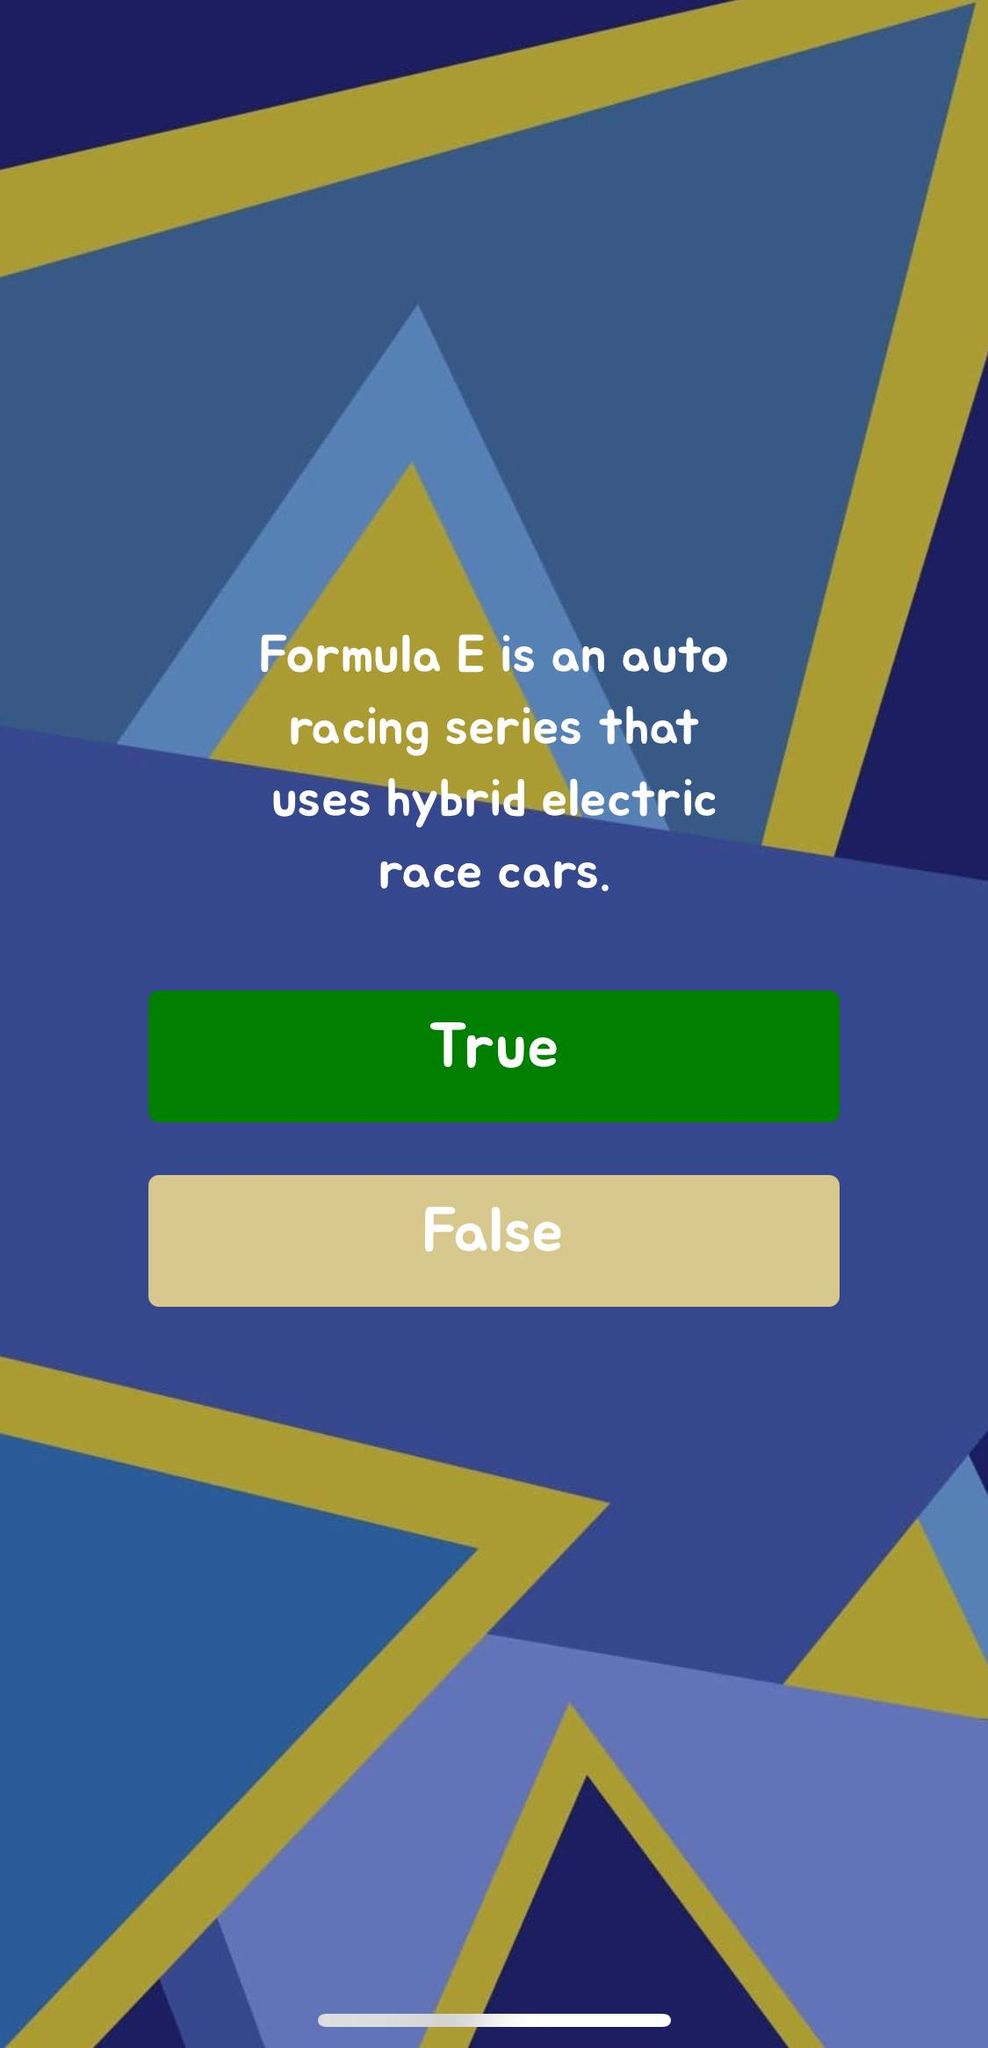 Formula E is an auto
racing series that
uses hybrid electric
race cars.
True
False